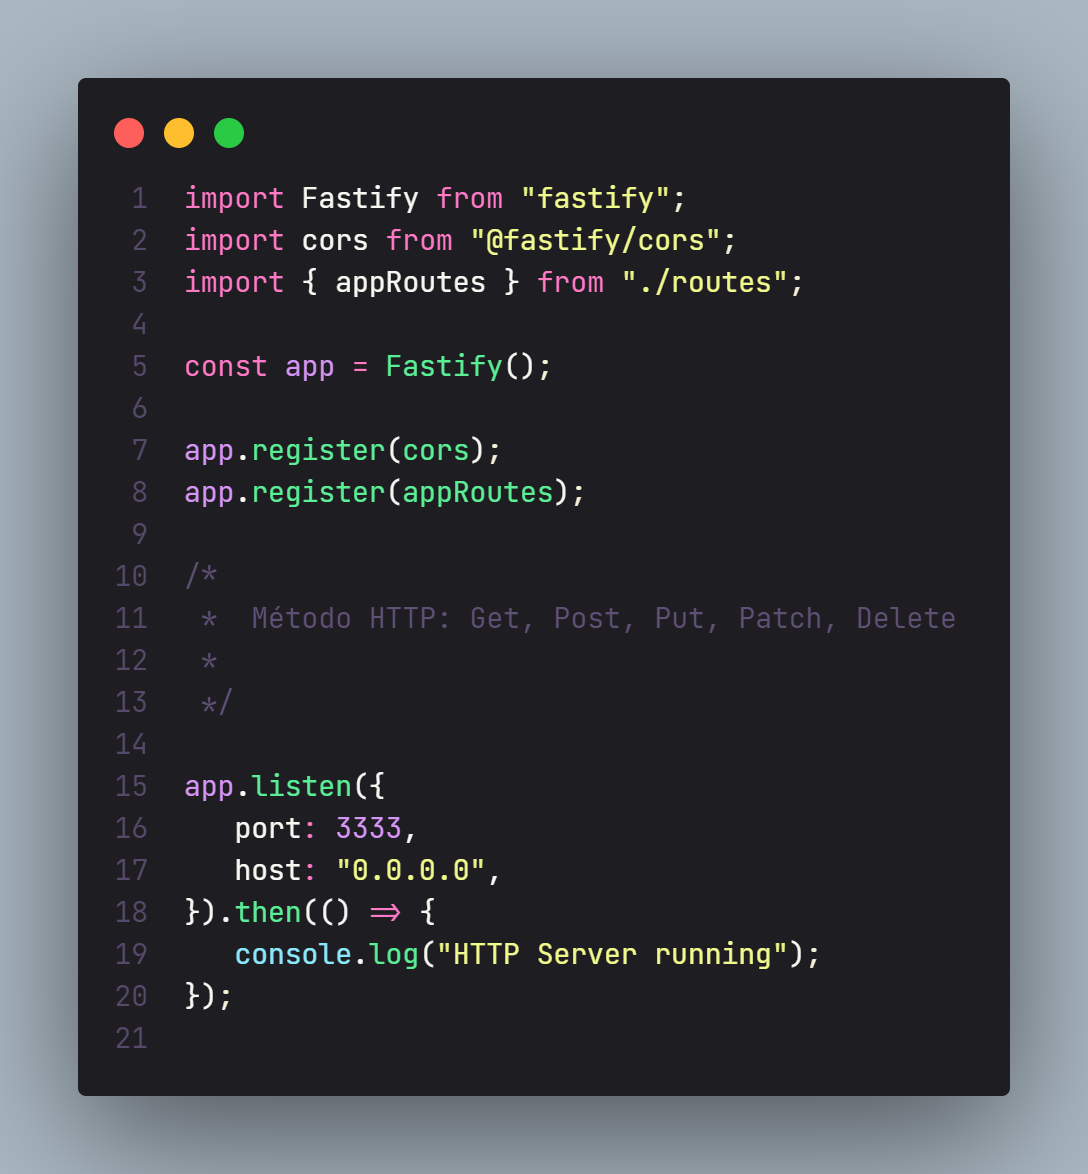 1 import Fastify from "fastify";
2 import cors from "@fastify/cors";
3 import { appRoutes } from "./routes";
4
5 const app = Fastify();
6
7 app.register(cors);
8 app.register(appRoutes);
9
10 /*
11  *  Método HTTP: Get, Post, Put, Patch, Delete
12  *
13  */
14
15 app.listen({
16    port: 3333,
17    host: "0.0.0.0",
18 }).then(() => {
19    console.log("HTTP Server running");
20 });
21